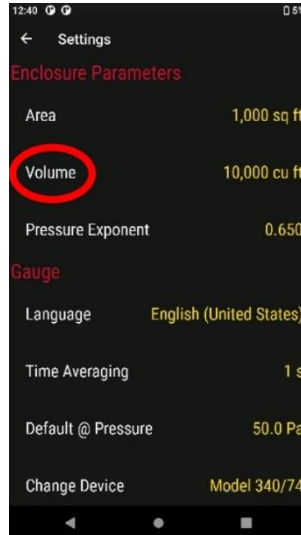 12:40
5%
Settings
Enclosure Parameters
Area 1,000 sq ft
Volume 10,000 cu ft
Pressure Exponent 0.650
Gauge
Language English (United States)
Time Averaging 1 s
Default @ Pressure 50.0 Pa
Change Device Model 340/74